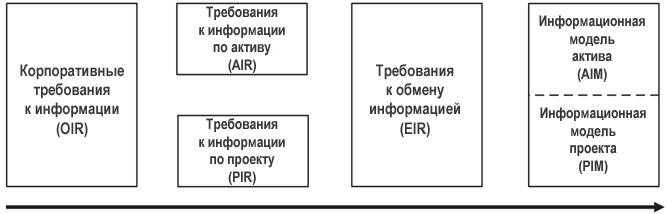 Корпоративные
требования
к информации
(OIR)
Требования
к информации
по активу
(AIR)
Требования
к информации
по проекту
(PIR)
Требования
к обмену
информацией
(EIR)
Информационная
модель
актива
(AIM)
Информационная
модель
проекта
(PIM)